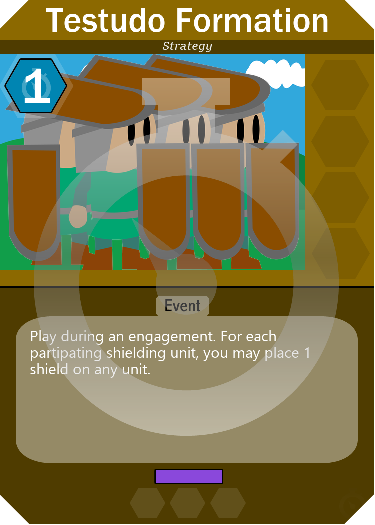 Testudo Formation
Strategy
1
Event
Play during an engagement. For each
partipating shielding unit, you may place 1
shield on any unit.